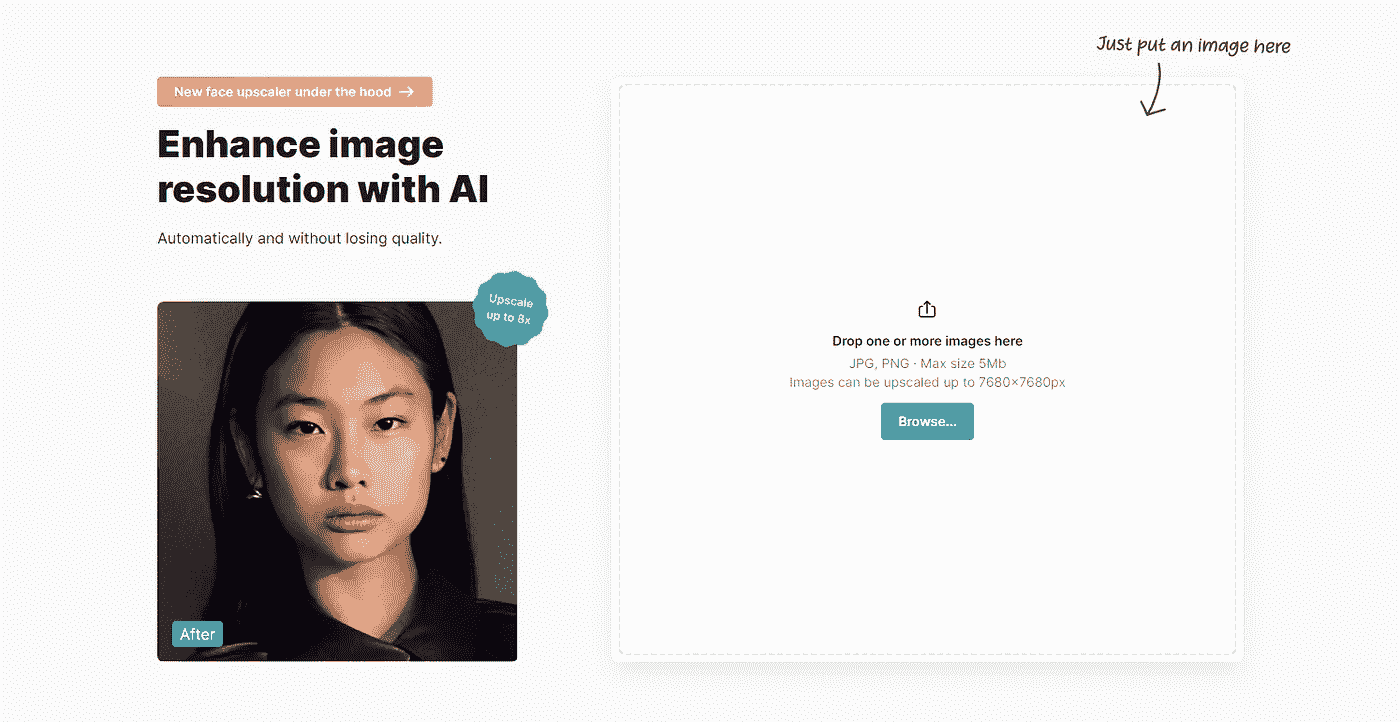 Just put an image here
New face upscaler under the hood →
Enhance image
resolution with AI
Automatically and without losing quality.
Upscale
up to 8x
After
Drop one or more images here
JPG, PNG · Max size 5Mb
Images can be upscaled up to 7680×7680px
Browse...